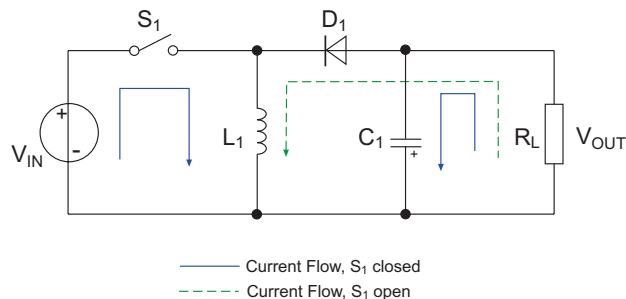 S1
D1
+
-
VIN
L1
C1
+
RL
VOUT
Current Flow, S1 closed
Current Flow, S1 open